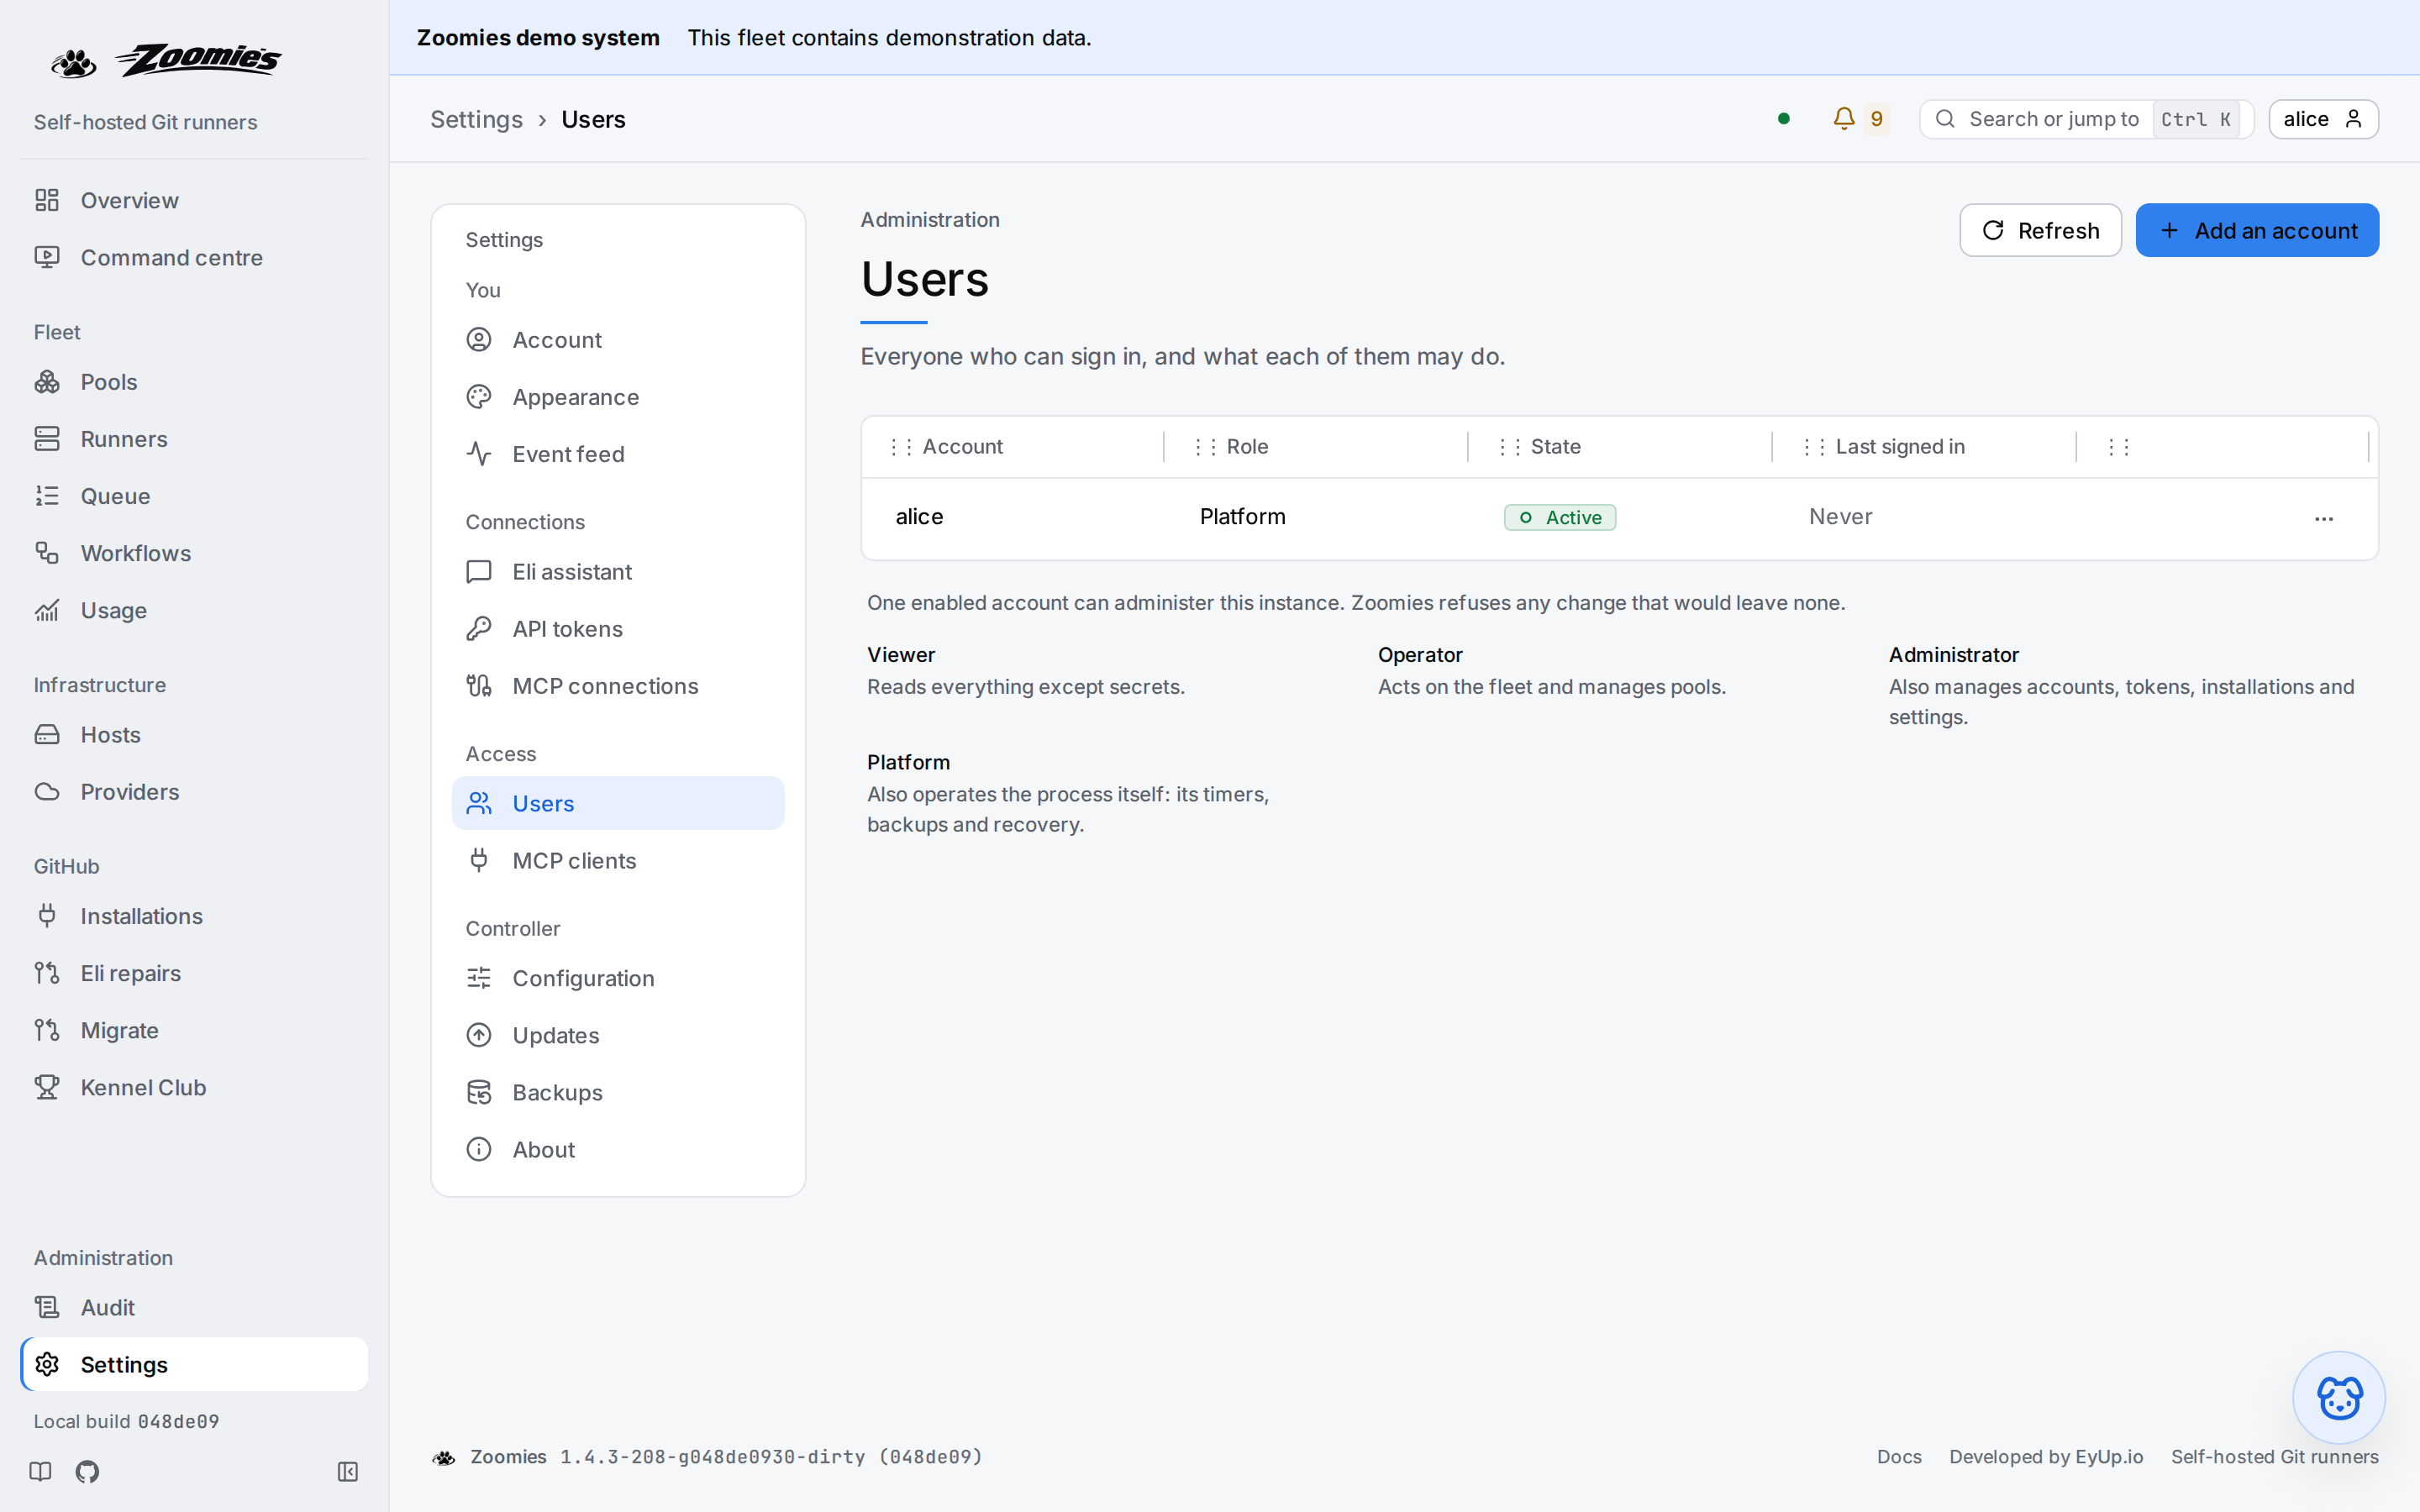 Zoomies
Self-hosted Git runners
Overview
Command centre
Fleet
Pools
Runners
Queue
Workflows
Usage
Infrastructure
Hosts
Providers
GitHub
Installations
Eli repairs
Migrate
Kennel Club
Administration
Audit
Settings
Local build 048de09
Zoomies demo system This fleet contains demonstration data.
Settings › Users
9
Search or jump to Ctrl K
alice
Settings
You
Account
Appearance
Event feed
Connections
Eli assistant
API tokens
MCP connections
Access
Users
MCP clients
Controller
Configuration
Updates
Backups
About
Administration
Refresh
Add an account
Users
Everyone who can sign in, and what each of them may do.
Account Role State Last signed in
alice Platform Active Never
One enabled account can administer this instance. Zoomies refuses any change that would leave none.
Viewer
Reads everything except secrets.
Operator
Acts on the fleet and manages pools.
Administrator
Also manages accounts, tokens, installations and
settings.
Platform
Also operates the process itself: its timers,
backups and recovery.
Zoomies 1.4.3-208-g048de0930-dirty (048de09)
Docs Developed by EyUp.io Self-hosted Git runners